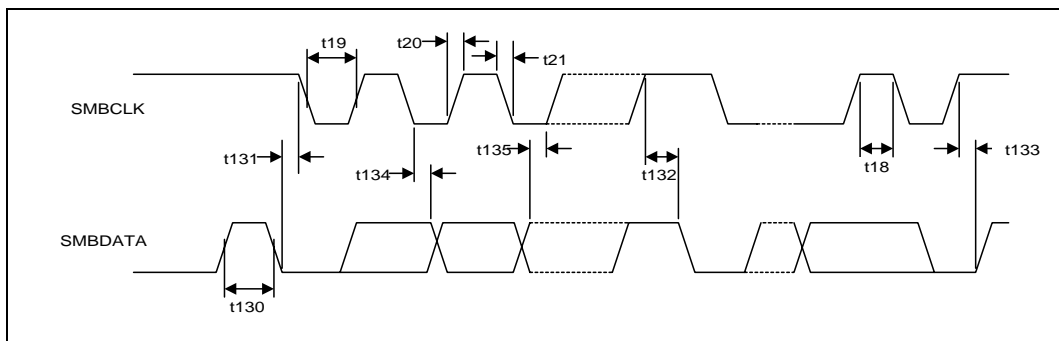 t19
t20
t21
SMBCLK
t131
t135
t134
t132
t18
t133
SMBDATA
t130